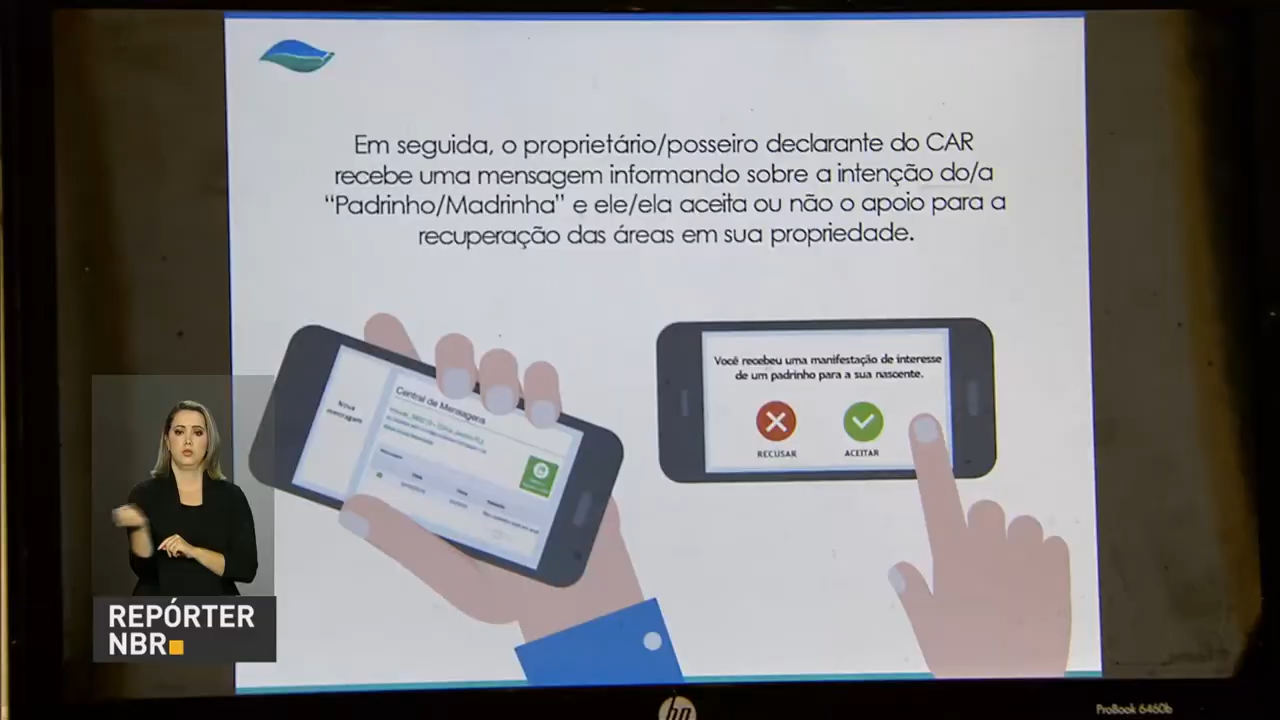 Em seguida, o proprietário/posseiro declarante do CAR
recebe uma mensagem informando sobre a intenção do/a
“Padrinho/Madrinha” e ele/ela aceita ou não o apoio para a
recuperação das áreas em sua propriedade.
Nova
mensagem
Central de Mensagens
Você recebeu uma manifestação de interesse
de um padrinho para a sua nascente.
RECUSAR
ACEITAR
REPÓRTER
NBR
hp
ProBook 6460b